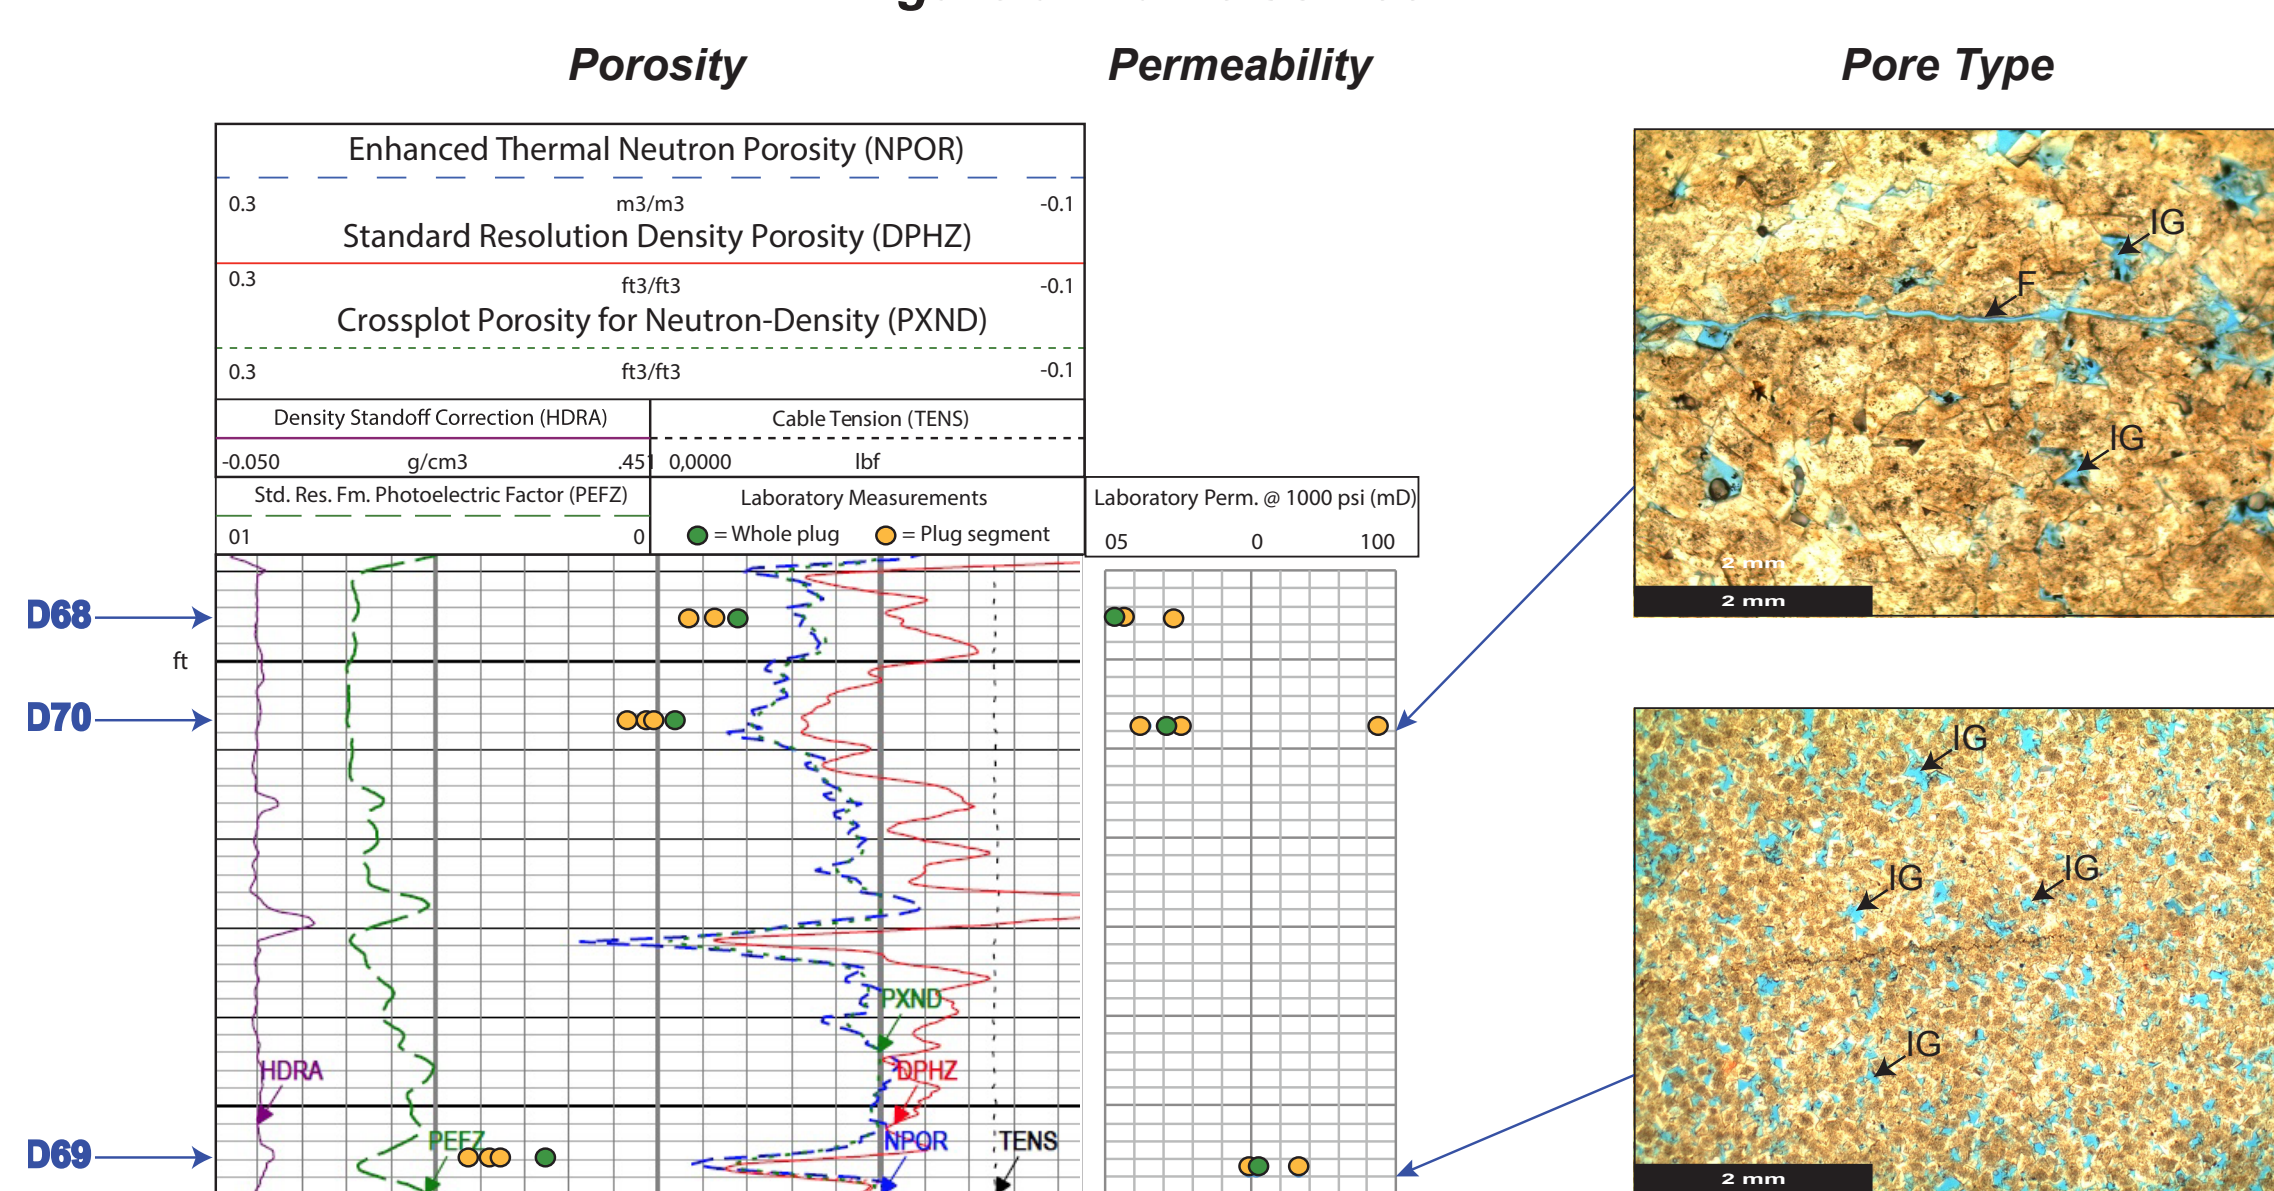 Porosity
Permeability
Pore Type
Enhanced Thermal Neutron Porosity (NPOR)
0.3 m3/m3 -0.1
Standard Resolution Density Porosity (DPHZ)
0.3 ft3/ft3 -0.1
Crossplot Porosity for Neutron-Density (PXND)
0.3 ft3/ft3 -0.1
Density Standoff Correction (HDRA)
Cable Tension (TENS)
-0.050 g/cm3 .451
0,0000 lbf
Std. Res. Fm. Photoelectric Factor (PEFZ)
01 0
Laboratory Measurements
= Whole plug = Plug segment
Laboratory Perm. @ 1000 psi (mD)
05 0 100
IG
F
IG
2 mm
2 mm
D68
ft
D70
IG
IG
IG
IG
2 mm
PXND
HDRA
DPHZ
PEFZ
NPOR
TENS
D69